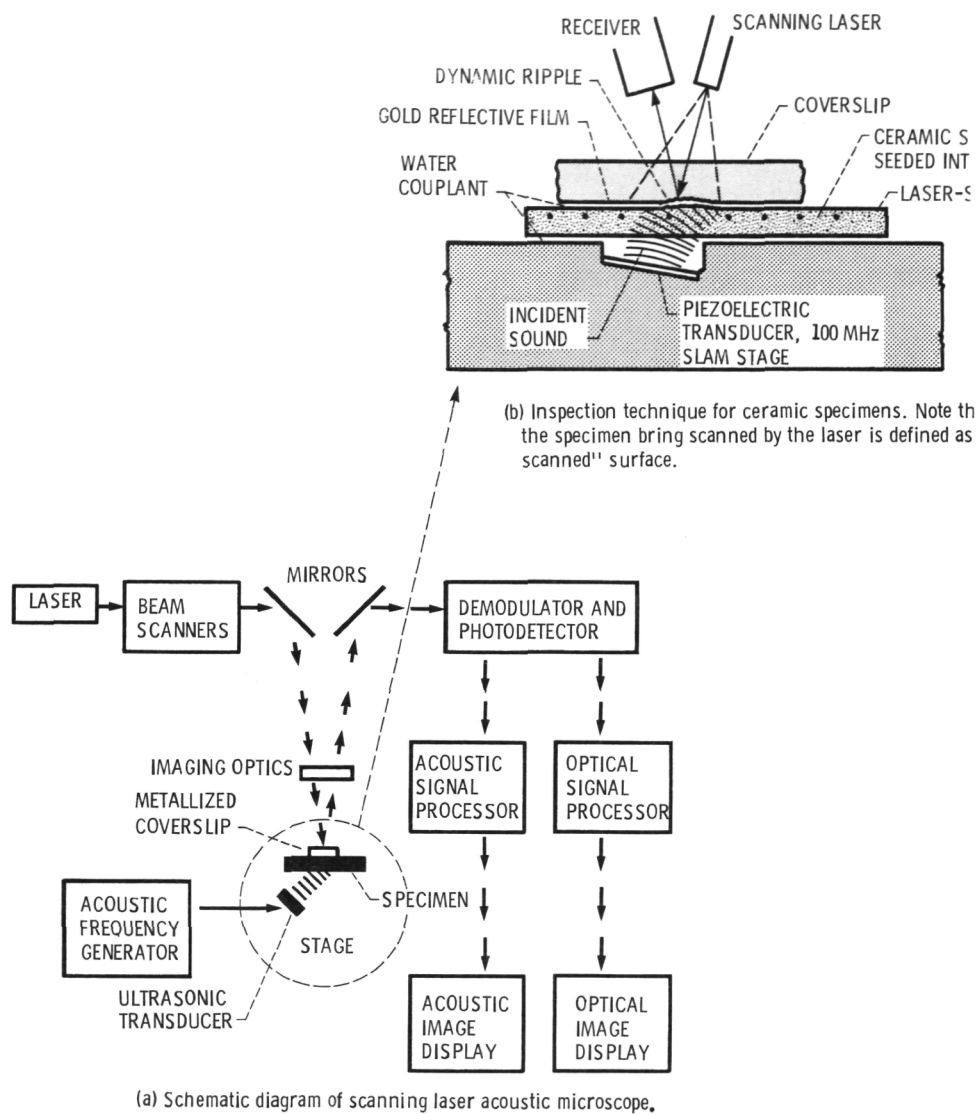 RECEIVER
SCANNING LASER
DYNAMIC RIPPLE
GOLD REFLECTIVE FILM
COVERSLIP
WATER
COUPLANT
CERAMIC S
SEEDED INT
LASER-S
INCIDENT
SOUND
PIEZOELECTRIC
TRANSDUCER, 100 MHz
SLAM STAGE
(b) Inspection technique for ceramic specimens. Note th
the specimen bring scanned by the laser is defined as
scanned" surface.
LASER
BEAM
SCANNERS
MIRRORS
DEMODULATOR AND
PHOTODETECTOR
IMAGING OPTICS
METALLIZED
COVERSLIP
ACOUSTIC
SIGNAL
PROCESSOR
OPTICAL
SIGNAL
PROCESSOR
ACOUSTIC
FREQUENCY
GENERATOR
SPECIMEN
STAGE
ULTRASONIC
TRANSDUCER
ACOUSTIC
IMAGE
DISPLAY
OPTICAL
IMAGE
DISPLAY
(a) Schematic diagram of scanning laser acoustic microscope.